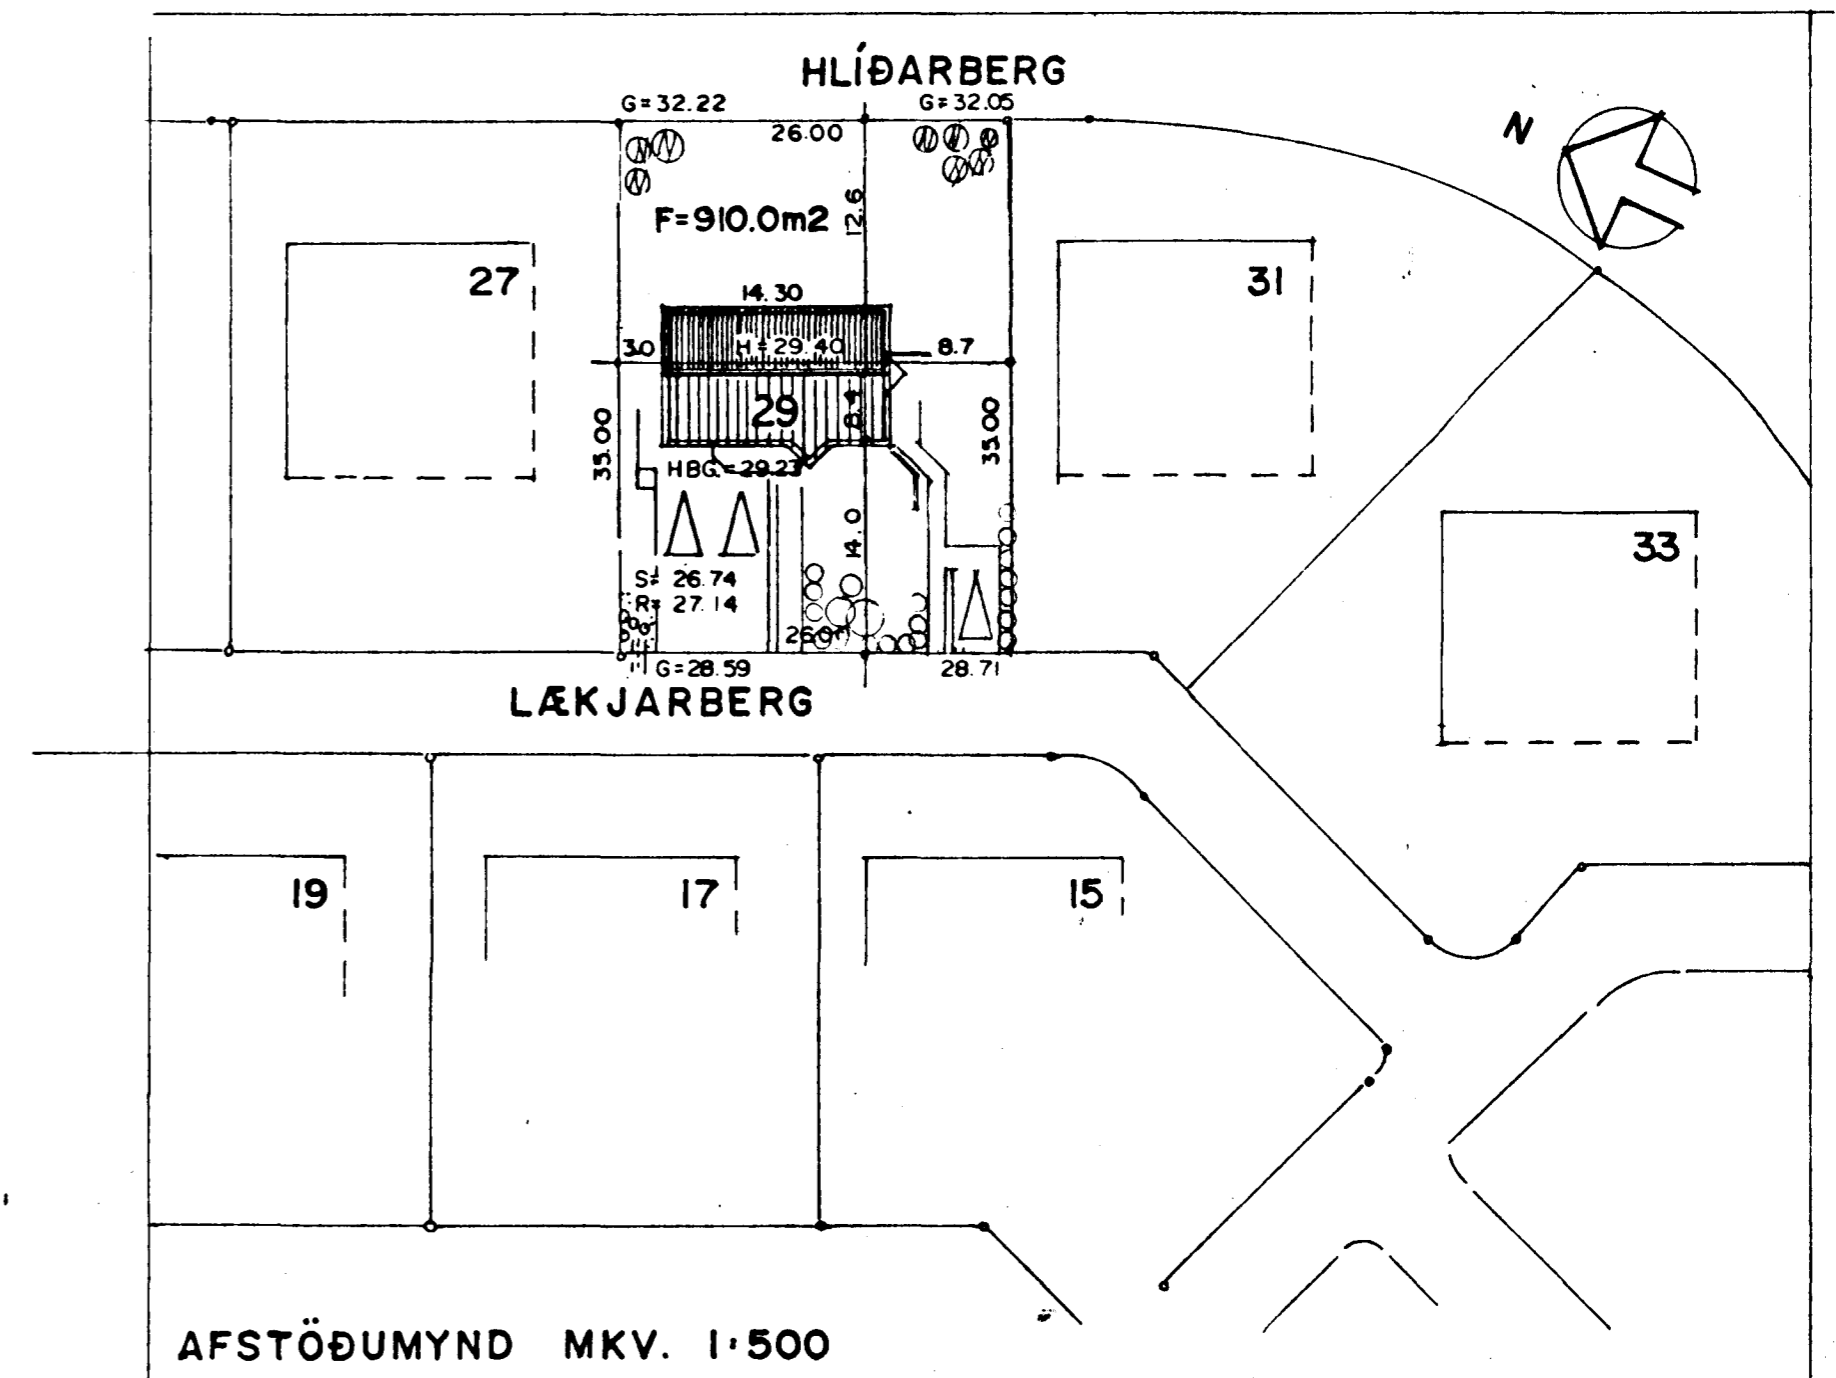 HLÍÐARBERG
G=32.22
G=32.05
26.00
N
12.6
F=910.0m2
27
31
14.30
3.0
H=29.40
8.7
29
8.4
35.00
35.00
HBG.=29.23
14.0
33
S= 26.74
R= 27.14
26.0
G=28.59
28.71
LÆKJARBERG
19
17
15
AFSTÖÐUMYND MKV. 1:500